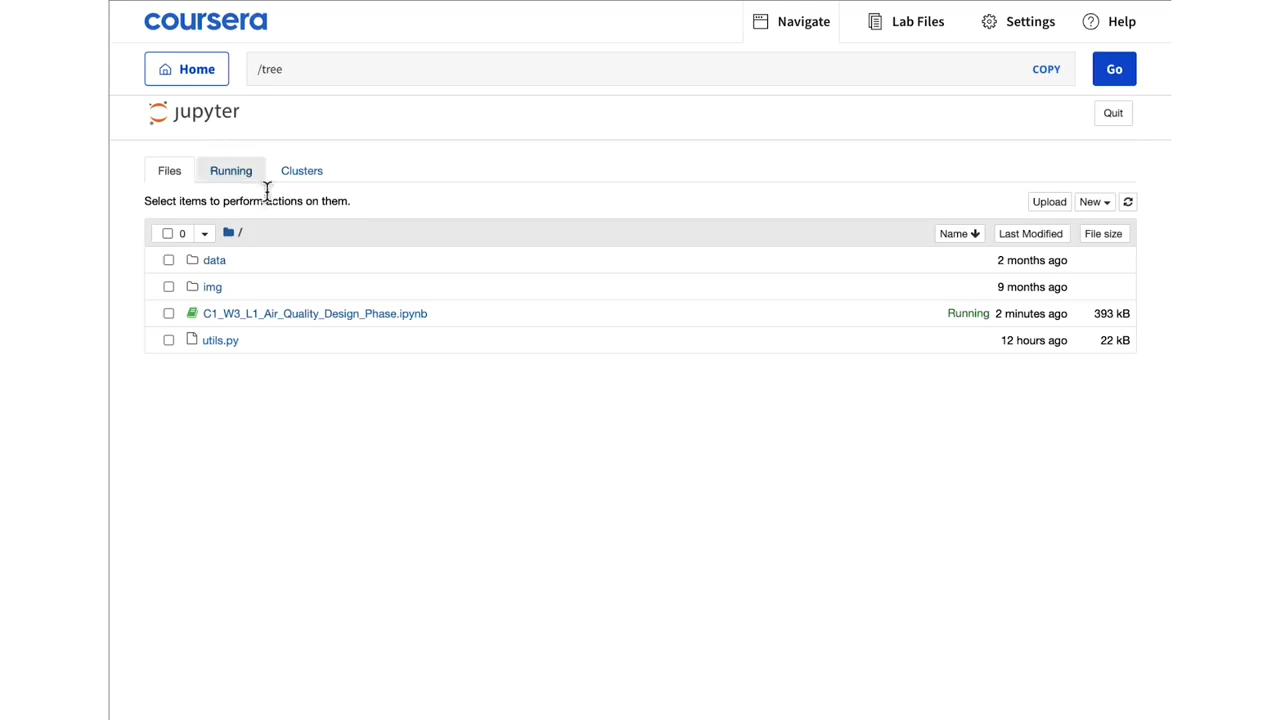 coursera Navigate Lab Files Settings Help
Home /tree COPY Go
jupyter Quit
Files Running Clusters
Select items to perform actions on them. Upload New
0 / Name Last Modified File size
data 2 months ago
img 9 months ago
C1_W3_L1_Air_Quality_Design_Phase.ipynb Running 2 minutes ago 393 kB
utils.py 12 hours ago 22 kB